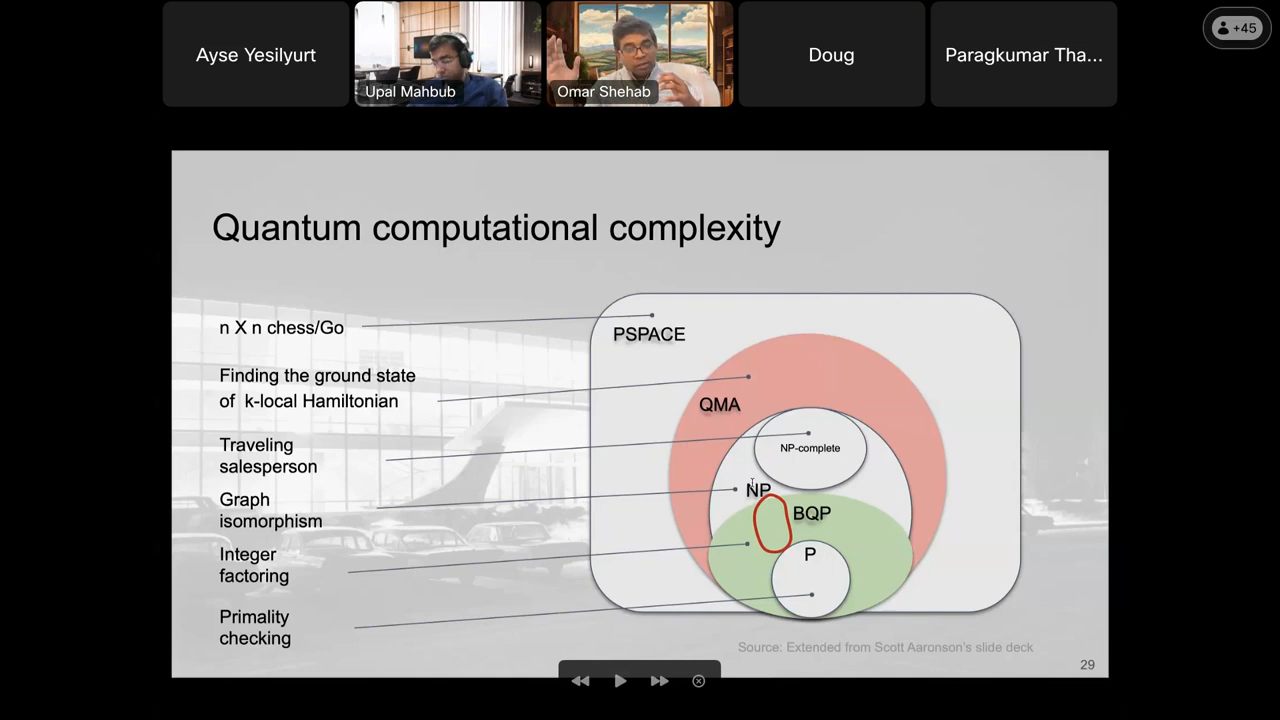 Ayse Yesilyurt
Upal Mahbub
Omar Shehab
Doug
Paragkumar Tha...
+45
Quantum computational complexity
n X n chess/Go
PSPACE
Finding the ground state
of k-local Hamiltonian
QMA
Traveling
salesperson
NP-complete
Graph
isomorphism
NP
BQP
Integer
factoring
P
Primality
checking
Source: Extended from Scott Aaronson's slide deck
29